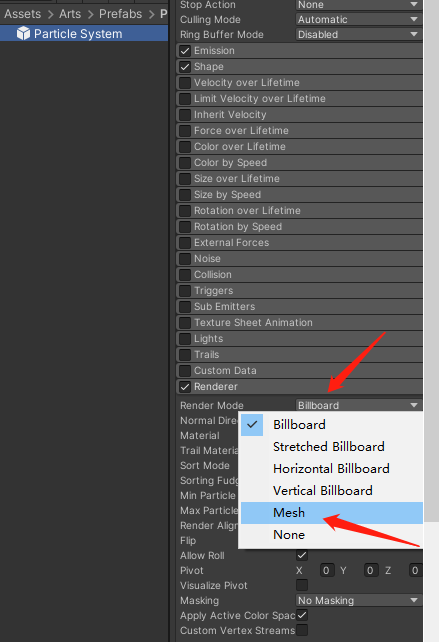 Stop Action None
Culling Mode Automatic
Assets > Arts > Prefabs > P Ring Buffer Mode Disabled
Particle System Emission
Shape
Velocity over Lifetime
Limit Velocity over Lifetime
Inherit Velocity
Force over Lifetime
Color over Lifetime
Color by Speed
Size over Lifetime
Size by Speed
Rotation over Lifetime
Rotation by Speed
External Forces
Noise
Collision
Triggers
Sub Emitters
Texture Sheet Animation
Lights
Trails
Custom Data
Renderer
Render Mode Billboard
Normal Direc Billboard
Material Stretched Billboard
Trail Materia
Sort Mode Horizontal Billboard
Sorting Fudg Vertical Billboard
Min Particle
Max Particle Mesh
Render Align None
Flip
Allow Roll
Pivot X 0 Y 0 Z 0
Visualize Pivot
Masking No Masking
Apply Active Color Spac
Custom Vertex Streams